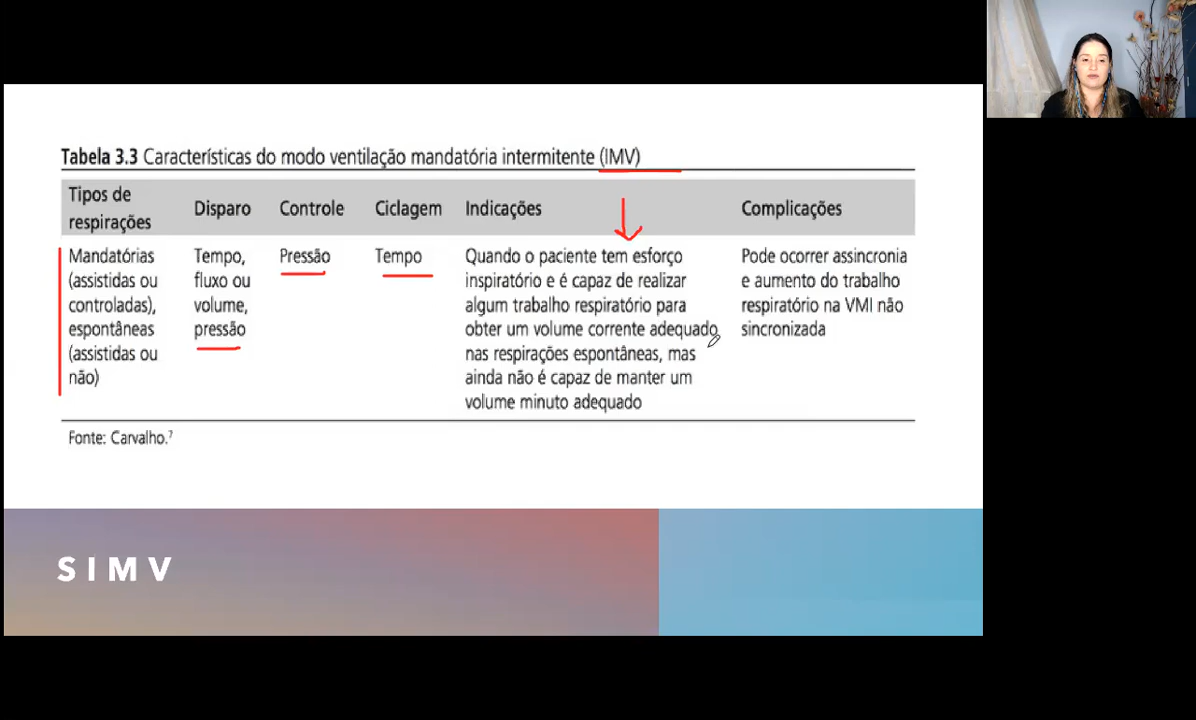 Tabela 3.3 Características do modo ventilação mandatória intermitente (IMV)
Tipos de
respirações
Disparo
Controle
Ciclagem
Indicações
Complicações
Mandatórias
(assistidas ou
controladas),
espontâneas
(assistidas ou
não)
Tempo,
fluxo ou
volume,
pressão
Pressão
Tempo
Quando o paciente tem esforço
inspiratório e é capaz de realizar
algum trabalho respiratório para
obter um volume corrente adequado
nas respirações espontâneas, mas
ainda não é capaz de manter um
volume minuto adequado
Pode ocorrer assincronia
e aumento do trabalho
respiratório na VMI não
sincronizada
Fonte: Carvalho.⁷
SIMV